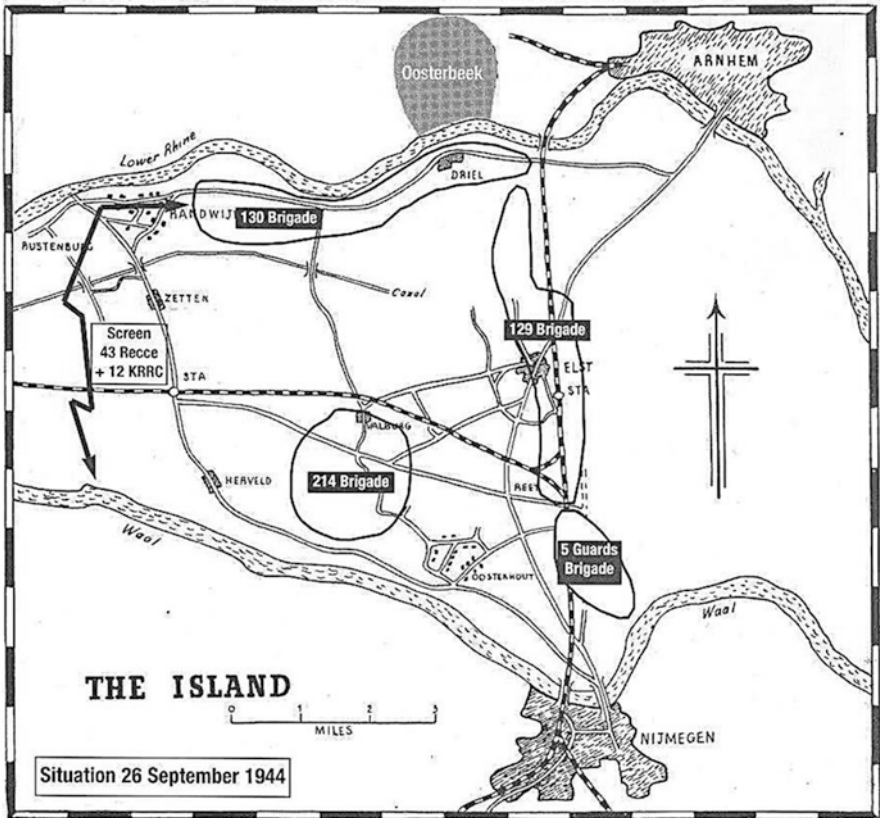 Oosterbeek
ARNHEM
Lower Rhine
DRIEL
RANDWIJ
130 Brigade
RUSTENBURG
Canal
ZETTEN
129 Brigade
Screen
43 Recce
+ 12 KRRC
STA
ELST
STA
VALBURG
214 Brigade
HERVELD
REET
Waal
5 Guards
Brigade
OOSTERHOUT
Waal
THE ISLAND
0 1 2 3
MILES
NIJMEGEN
Situation 26 September 1944